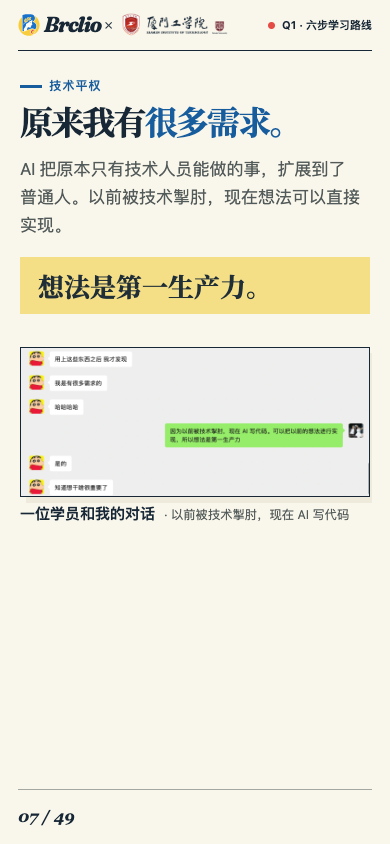 Brclio × 厦门工学院
XIAMEN INSTITUTE OF TECHNOLOGY
Q1 · 六步学习路线
技术平权
原来我有很多需求。
AI 把原本只有技术人员能做的事，扩展到了
普通人。以前被技术掣肘，现在想法可以直接
实现。
想法是第一生产力。
用上这些东西之后 我才发现
我是有很多需求的
哈哈哈哈
因为以前被技术掣肘，现在 AI 写代码。可以把以前的想法进行实
现，所以想法是第一生产力
是的
知道想干啥很重要了
一位学员和我的对话 · 以前被技术掣肘，现在 AI 写代码
07 / 49